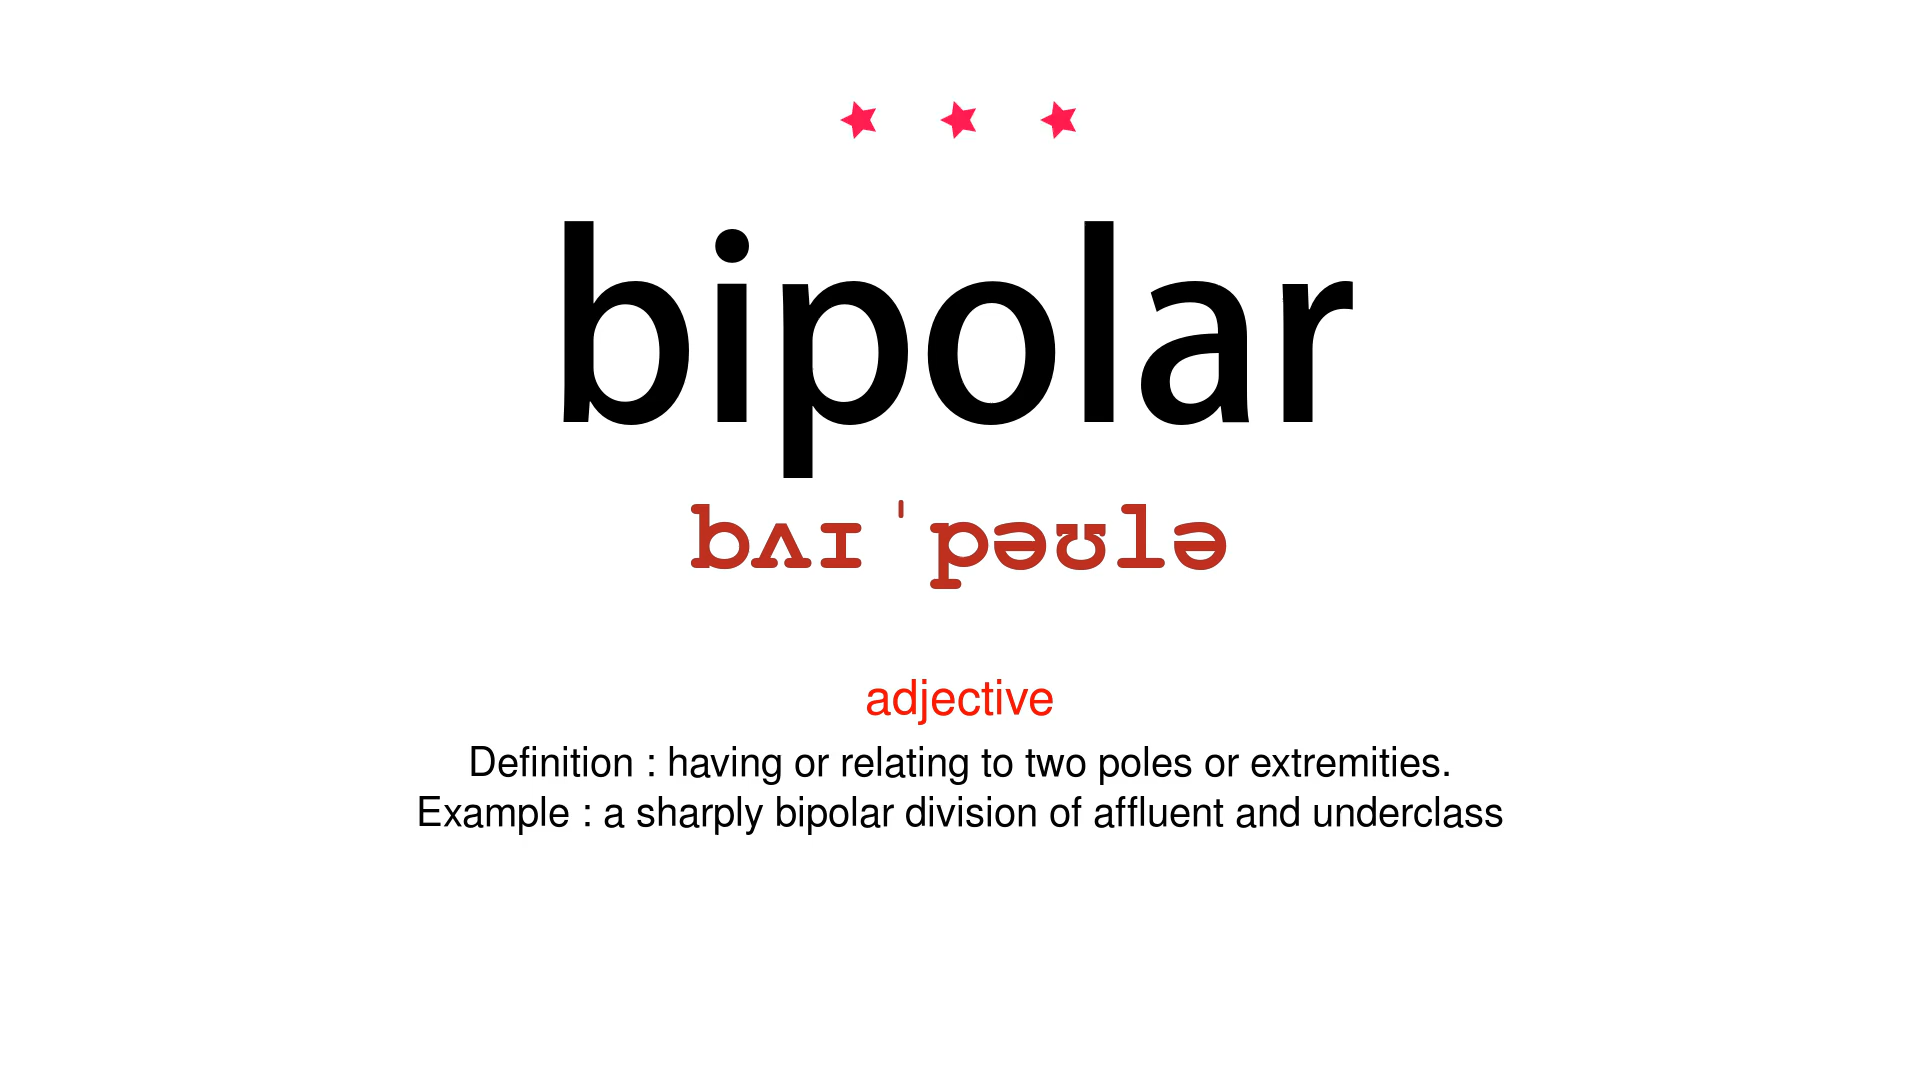 bipolar
bʌɪˈpəʊlə
adjective
Definition : having or relating to two poles or extremities.
Example : a sharply bipolar division of affluent and underclass